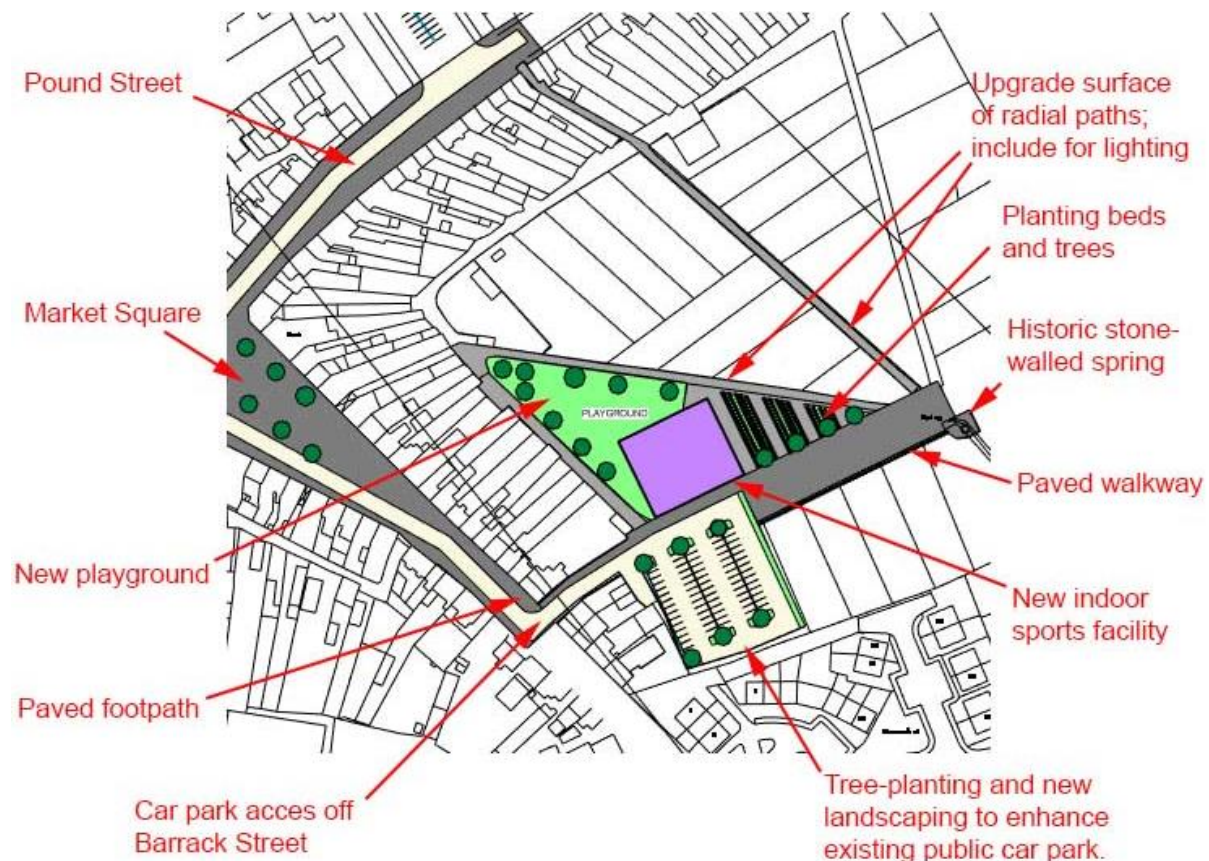 Pound Street
Upgrade surface
of radial paths;
include for lighting
Planting beds
and trees
Market Square
Historic stone-
walled spring
PLAYGROUND
Paved walkway
New playground
New indoor
sports facility
Paved footpath
Car park acces off
Barrack Street
Tree-planting and new
landscaping to enhance
existing public car park.